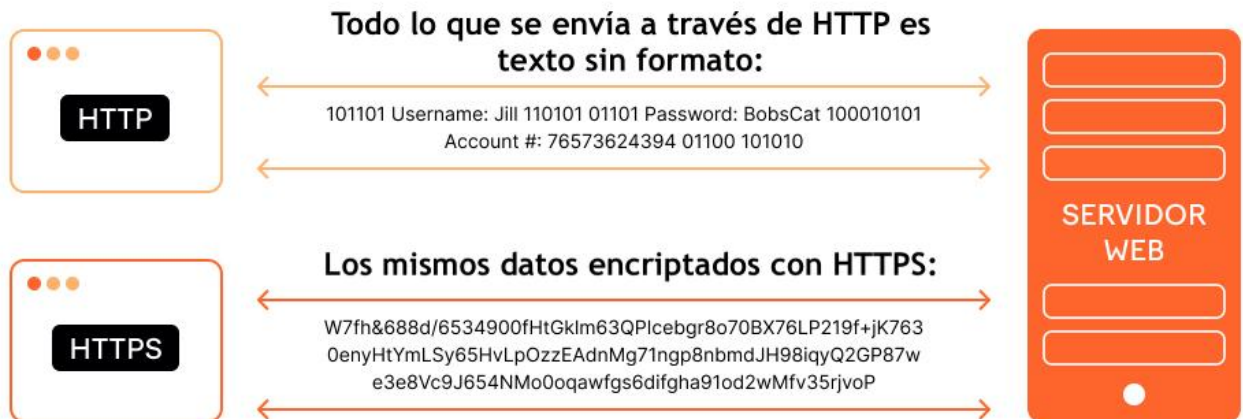 Todo lo que se envía a través de HTTP es
texto sin formato:
HTTP
101101 Username: Jill 110101 01101 Password: BobsCat 100010101
Account #: 76573624394 01100 101010
SERVIDOR
WEB
Los mismos datos encriptados con HTTPS:
HTTPS
W7fh&688d/6534900fHtGkIm63QPIcebgr8o70BX76LP219f+jK763
0enyHtYmLSy65HvLpOzzEAdnMg71ngp8nbmdJH98iqyQ2GP87w
e3e8Vc9J654NMo0oqawfgs6difgha91od2wMfv35rjvoP